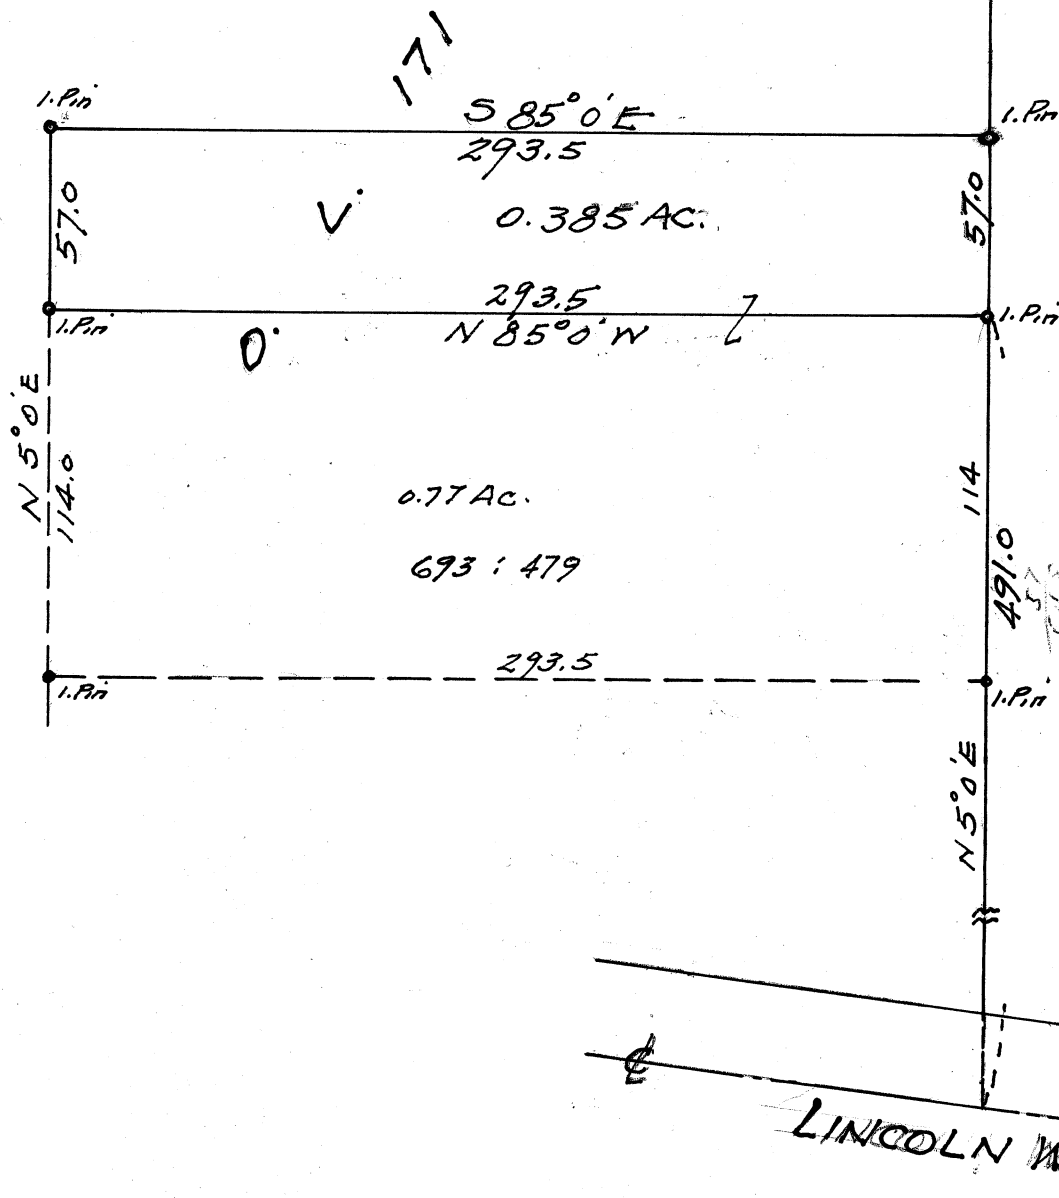 171
I.Pin
S 85°0'E
I.Pin
293.5
57.0
V
0.385 AC.
57.0
293.5
I.Pin
N 85°0'W
I.Pin
0
N 5°0'E
114.0
0.77 Ac.
114
693 : 479
491.0
57
293.5
I.Pin
I.Pin
N 5°0'E
℄
LINCOLN